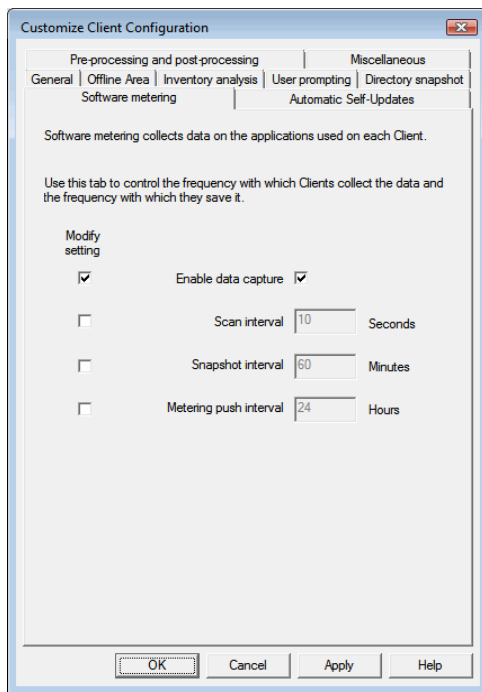 Customize Client Configuration
Pre-processing and post-processing Miscellaneous
General Offline Area Inventory analysis User prompting Directory snapshot
Software metering Automatic Self-Updates
Software metering collects data on the applications used on each Client.
Use this tab to control the frequency with which Clients collect the data and
the frequency with which they save it.
Modify
setting
Enable data capture
Scan interval 10 Seconds
Snapshot interval 60 Minutes
Metering push interval 24 Hours
OK Cancel Apply Help